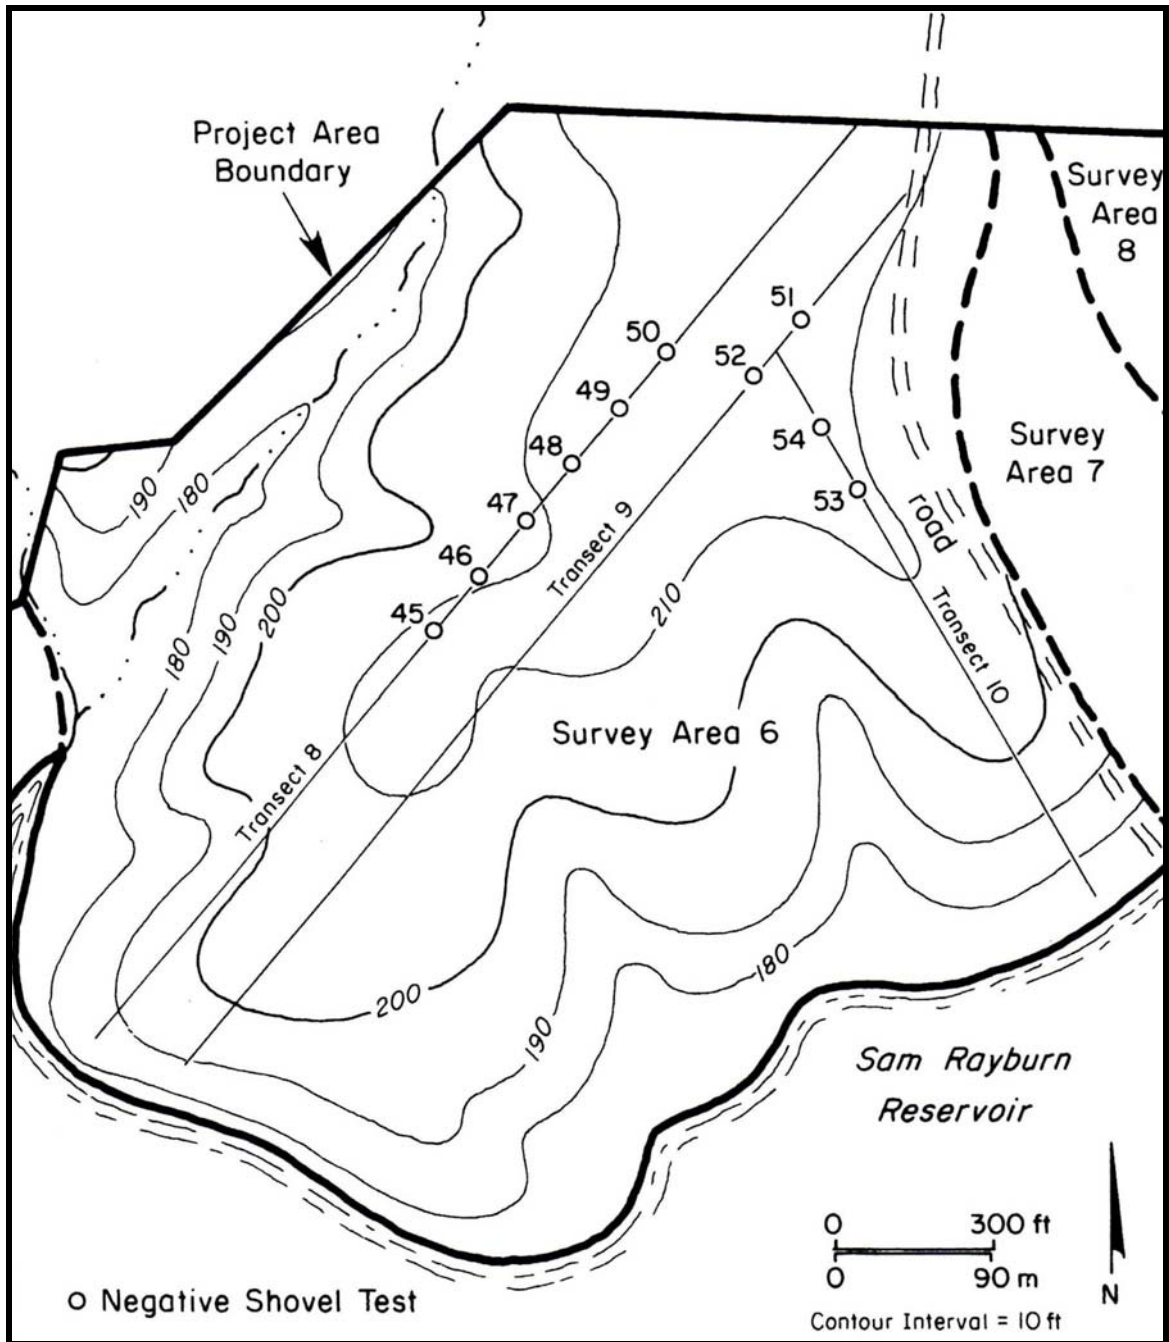 Project Area
Boundary
Survey
Area
8
51
50
52
49
54
48
Survey
Area 7
190
180
47
53
road
46
Transect 9
45
210
200
190
180
Transect 10
Survey Area 6
Transect 8
180
200
190
Sam Rayburn
Reservoir
0 300 ft
0 90 m
N
Negative Shovel Test
Contour Interval = 10 ft